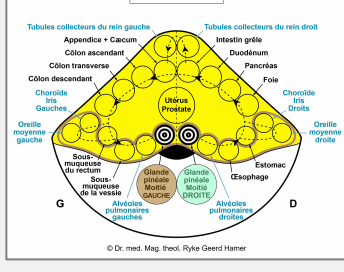 Tubules collecteurs du rein gauche
Tubules collecteurs du rein droit
Appendice + Cæcum
Intestin grêle
Côlon ascendant
Duodénum
Côlon transverse
Pancréas
Côlon descendant
Foie
Choroïde
Iris
Gauches
Utérus
Prostate
Choroïde
Iris
Droits
Oreille
moyenne
gauche
Oreille
moyenne
droite
Sous-
muqueuse
du rectum
Estomac
Sous-
muqueuse
de la vessie
Œsophage
Glande
pinéale
Moitié
GAUCHE
Glande
pinéale
Moitié
DROITE
Alvéoles
pulmonaires
gauches
Alvéoles
pulmonaires
droites
G
D
© Dr. med. Mag. theol. Ryke Geerd Hamer